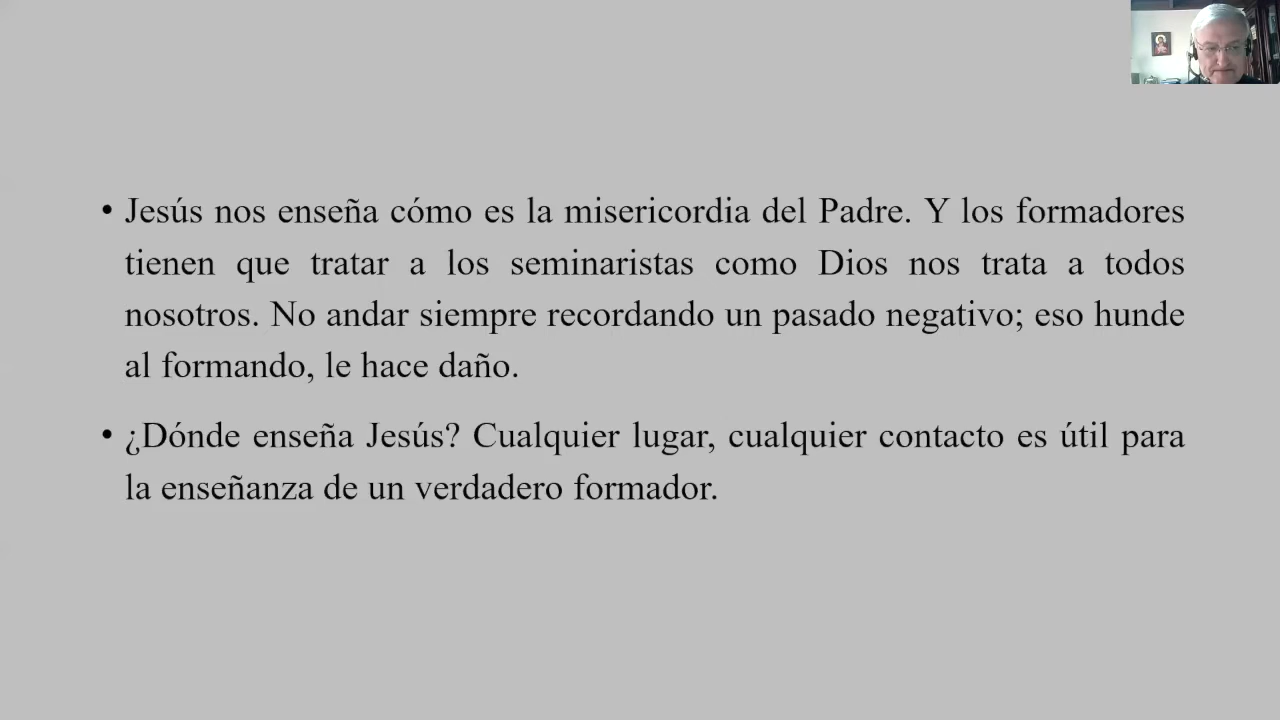 • Jesús nos enseña cómo es la misericordia del Padre. Y los formadores
tienen que tratar a los seminaristas como Dios nos trata a todos
nosotros. No andar siempre recordando un pasado negativo; eso hunde
al formando, le hace daño.
• ¿Dónde enseña Jesús? Cualquier lugar, cualquier contacto es útil para
la enseñanza de un verdadero formador.